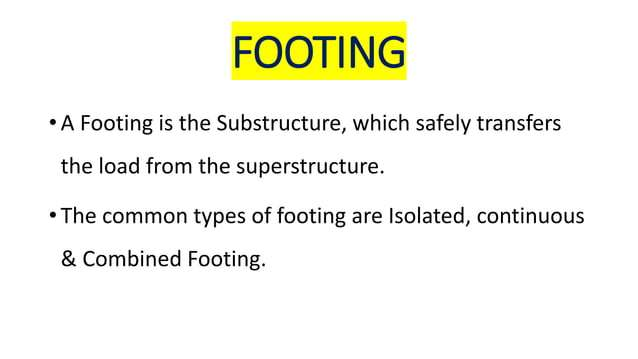 FOOTING
• A Footing is the Substructure, which safely transfers
the load from the superstructure.
• The common types of footing are Isolated, continuous
& Combined Footing.